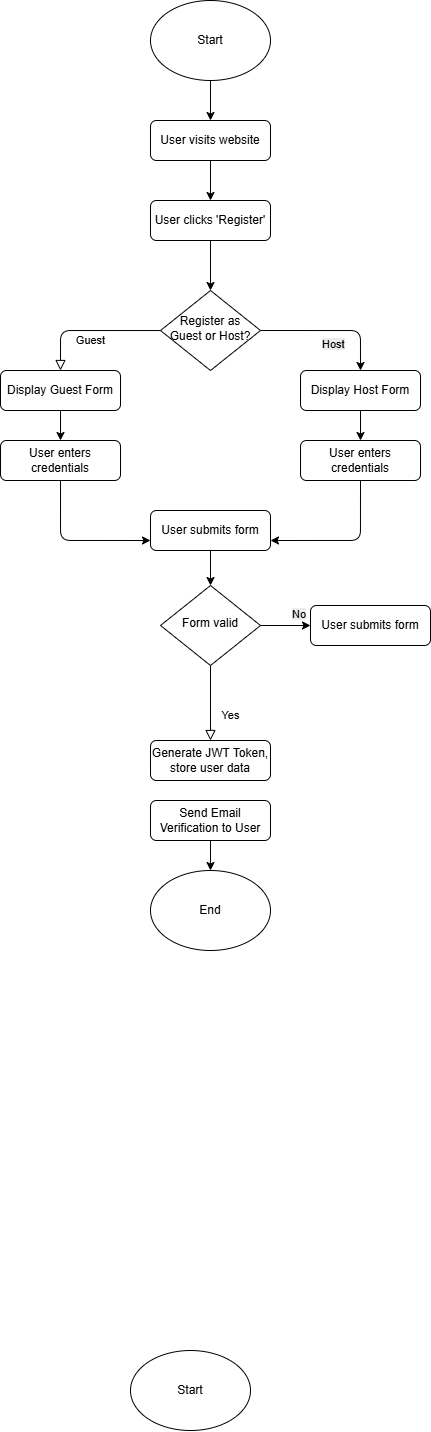 Start
User visits website
User clicks 'Register'
Register as
Guest or Host?
Guest
Host
Display Guest Form
Display Host Form
User enters
credentials
User enters
credentials
User submits form
Form valid
No
User submits form
Yes
Generate JWT Token,
store user data
Send Email
Verification to User
End
Start